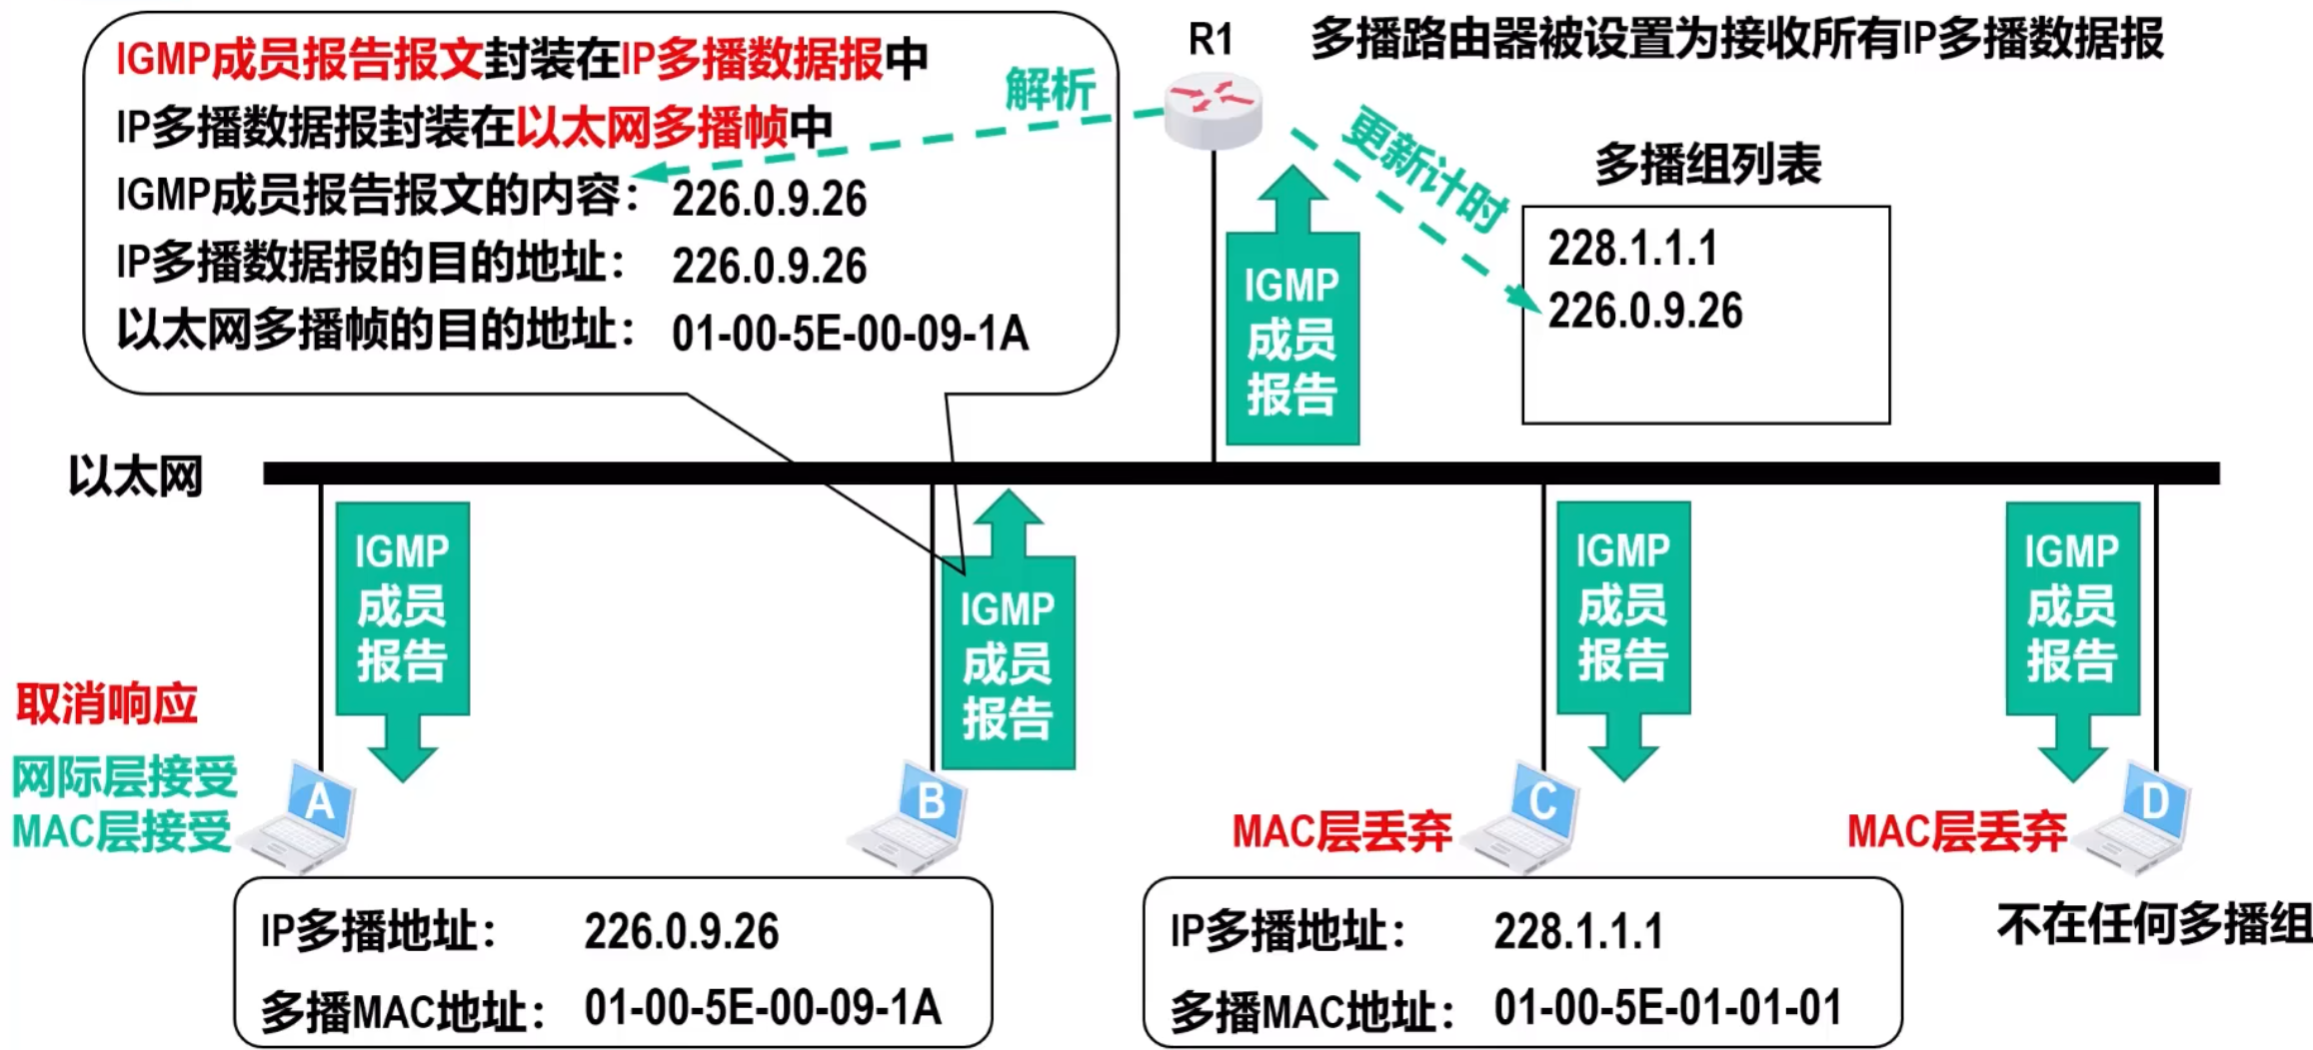 IGMP成员报告报文封装在IP多播数据报中
IP多播数据报封装在以太网多播帧中
IGMP成员报告报文的内容： 226.0.9.26
IP多播数据报的目的地址： 226.0.9.26
以太网多播帧的目的地址： 01-00-5E-00-09-1A
解析
R1
多播路由器被设置为接收所有IP多播数据报
更新计时
多播组列表
228.1.1.1
226.0.9.26
IGMP
成员
报告
以太网
IGMP
成员
报告
IGMP
成员
报告
IGMP
成员
报告
IGMP
成员
报告
取消响应
网际层接受
MAC层接受
A
B
MAC层丢弃
C
MAC层丢弃
D
IP多播地址： 226.0.9.26
多播MAC地址： 01-00-5E-00-09-1A
IP多播地址： 228.1.1.1
多播MAC地址： 01-00-5E-01-01-01
不在任何多播组